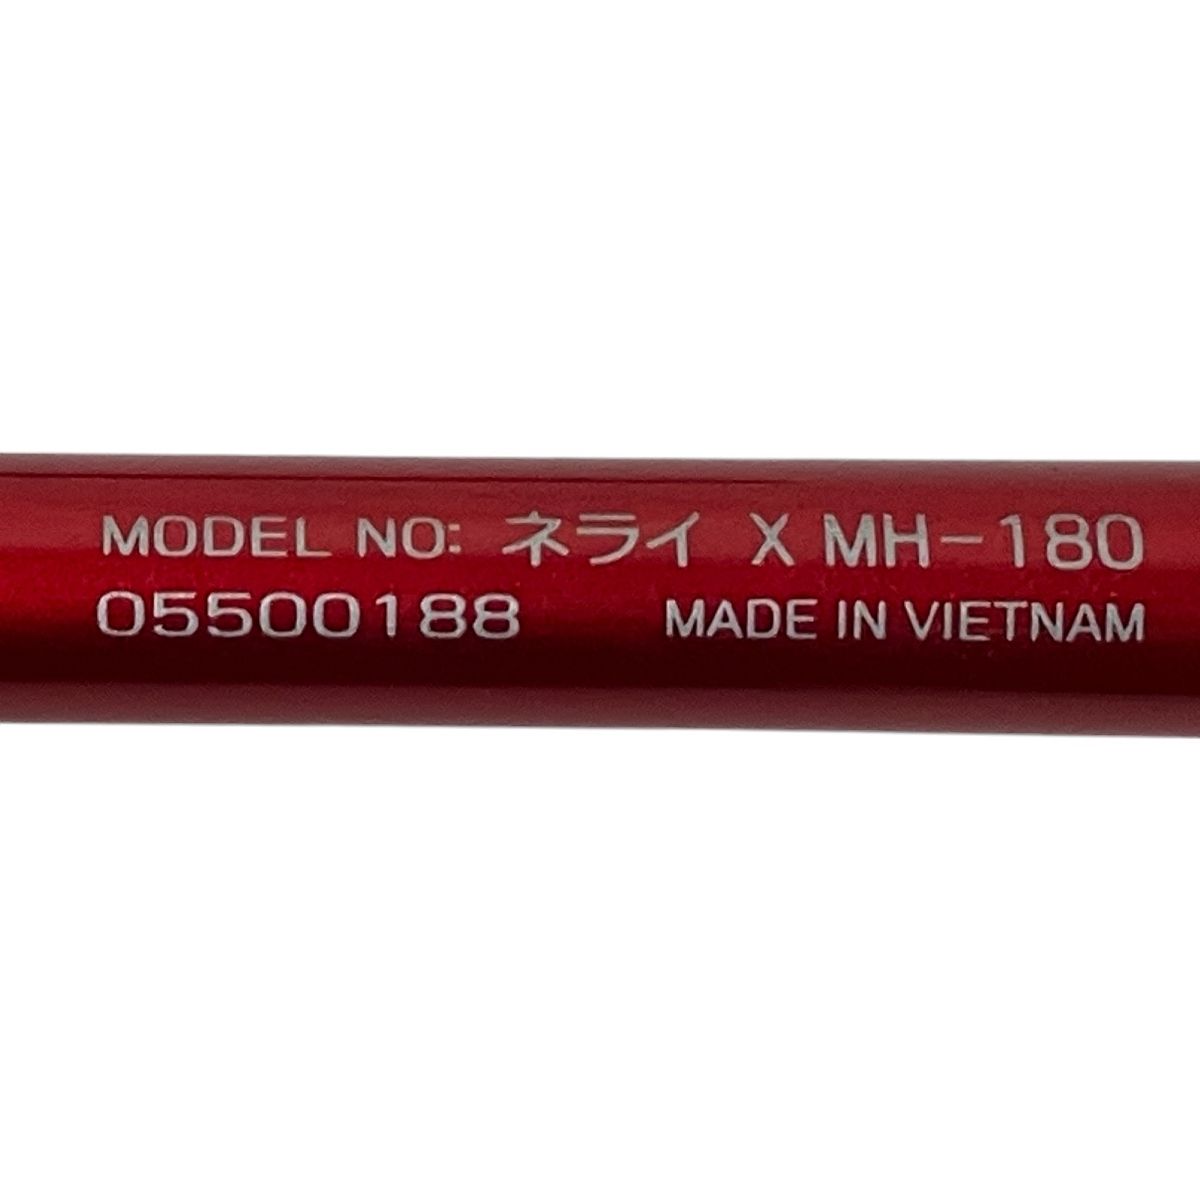 MODEL NO: ネライ X MH-180
05500188 MADE IN VIETNAM